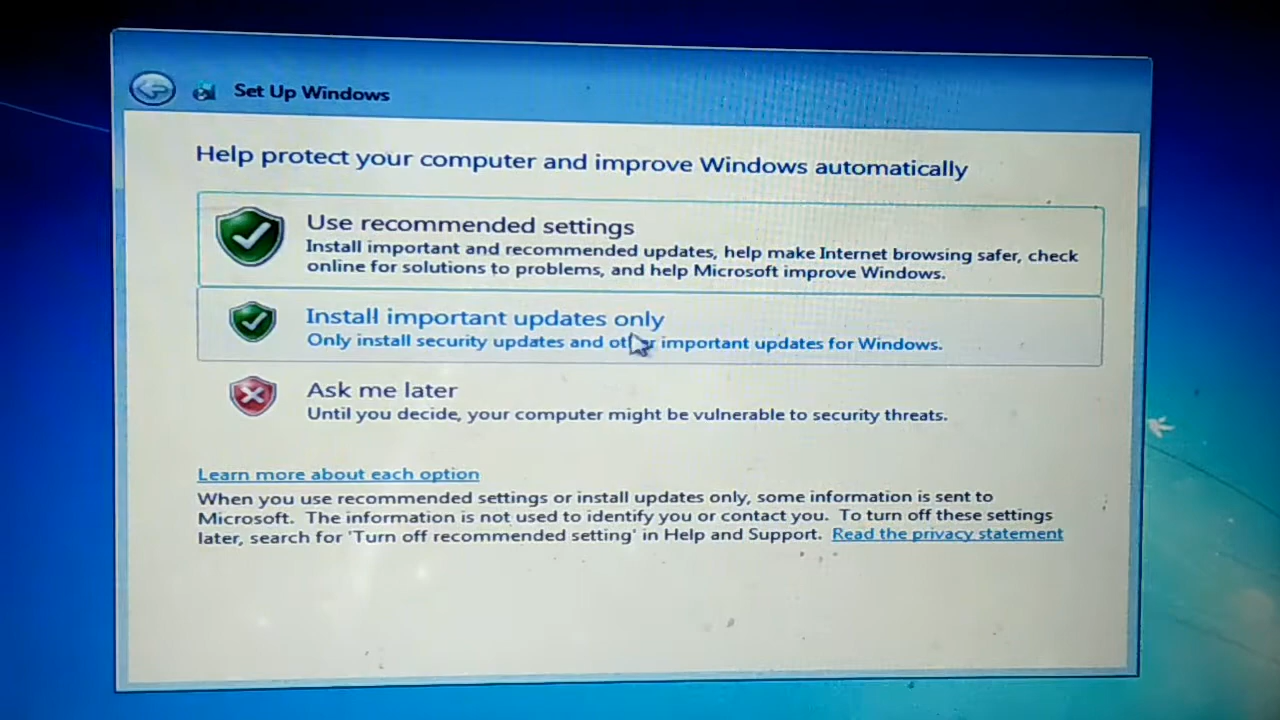 Set Up Windows
Help protect your computer and improve Windows automatically
Use recommended settings
Install important and recommended updates, help make Internet browsing safer, check
online for solutions to problems, and help Microsoft improve Windows.
Install important updates only
Only install security updates and other important updates for Windows.
Ask me later
Until you decide, your computer might be vulnerable to security threats.
Learn more about each option
When you use recommended settings or install updates only, some information is sent to
Microsoft. The information is not used to identify you or contact you. To turn off these settings
later, search for 'Turn off recommended setting' in Help and Support. Read the privacy statement